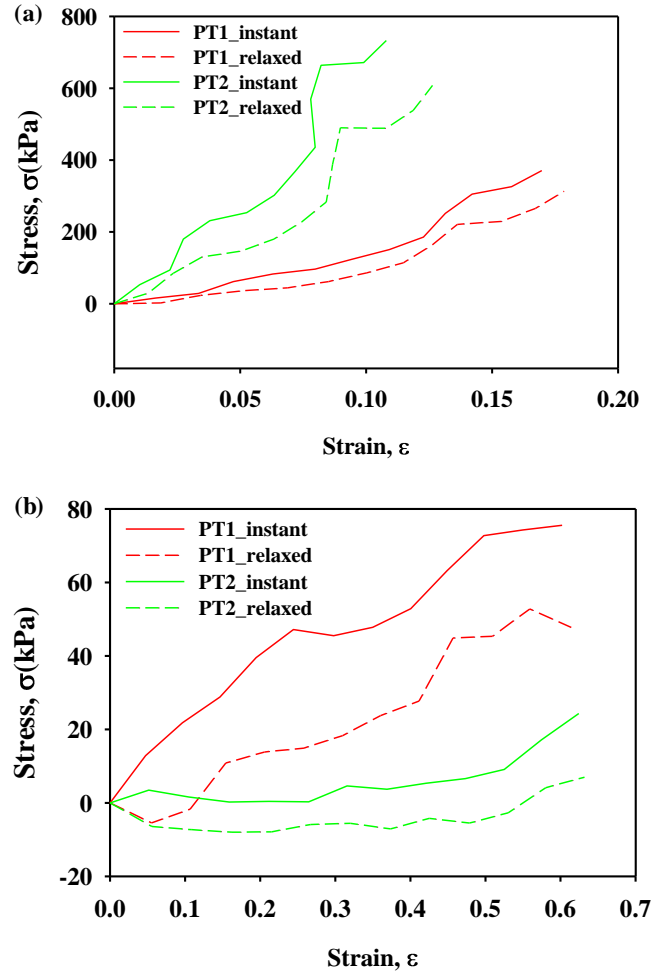 (a)
800
600
400
200
0
Stress, σ(kPa)
PT1_instant
PT1_relaxed
PT2_instant
PT2_relaxed
0.00 0.05 0.10 0.15 0.20
Strain, ε
(b)
80
60
40
20
0
-20
Stress, σ(kPa)
PT1_instant
PT1_relaxed
PT2_instant
PT2_relaxed
0.0 0.1 0.2 0.3 0.4 0.5 0.6 0.7
Strain, ε